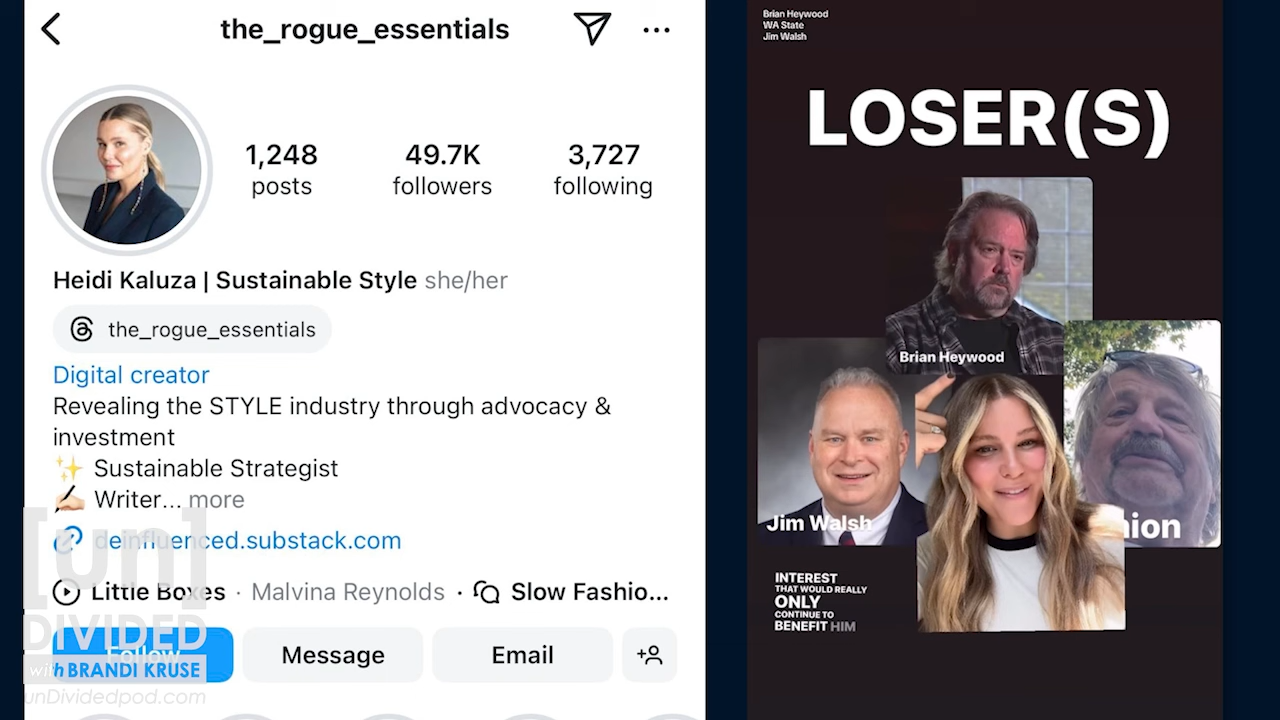 the_rogue_essentials
1,248
posts
49.7K
followers
3,727
following
Heidi Kaluza | Sustainable Style she/her
the_rogue_essentials
Digital creator
Revealing the STYLE industry through advocacy &
investment
✨ Sustainable Strategist
✍🏻 Writer... more
deinfluenced.substack.com
Little Boxes · Malvina Reynolds · Slow Fashio...
Follow
Message
Email
[un]
DIVIDED
with BRANDI KRUSE
unDividedpod.com
Brian Heywood
WA State
Jim Walsh
LOSER(S)
Brian Heywood
Jim Walsh
INTEREST
THAT WOULD REALLY
ONLY
CONTINUE TO
BENEFIT HIM